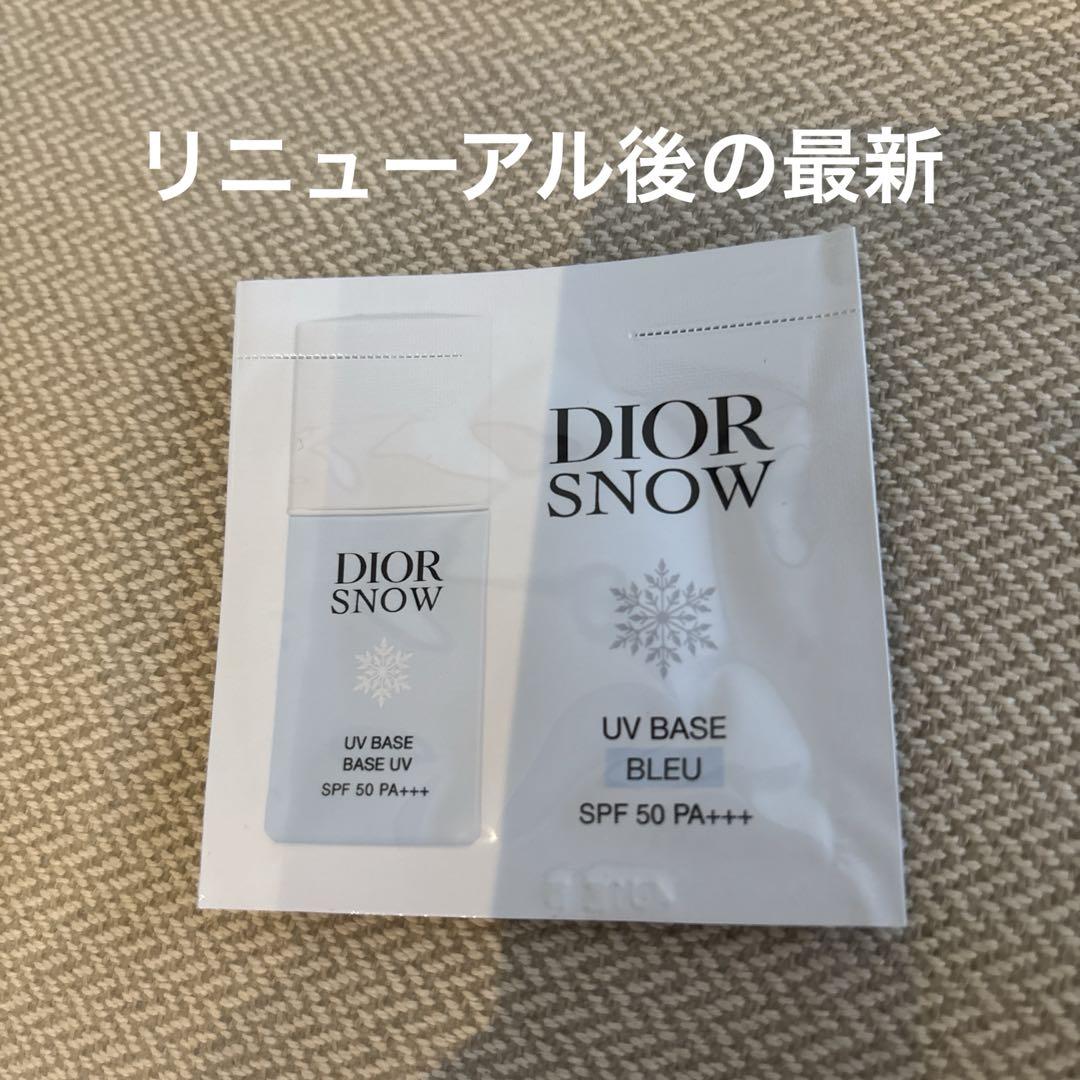 リニューアル後の最新
DIOR
SNOW
UV BASE
BASE UV
SPF 50 PA+++
DIOR
SNOW
UV BASE
BLEU
SPF 50 PA+++